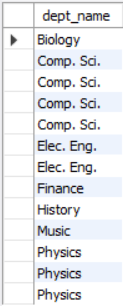 dept_name
Biology
Comp. Sci.
Comp. Sci.
Comp. Sci.
Comp. Sci.
Elec. Eng.
Elec. Eng.
Finance
History
Music
Physics
Physics
Physics